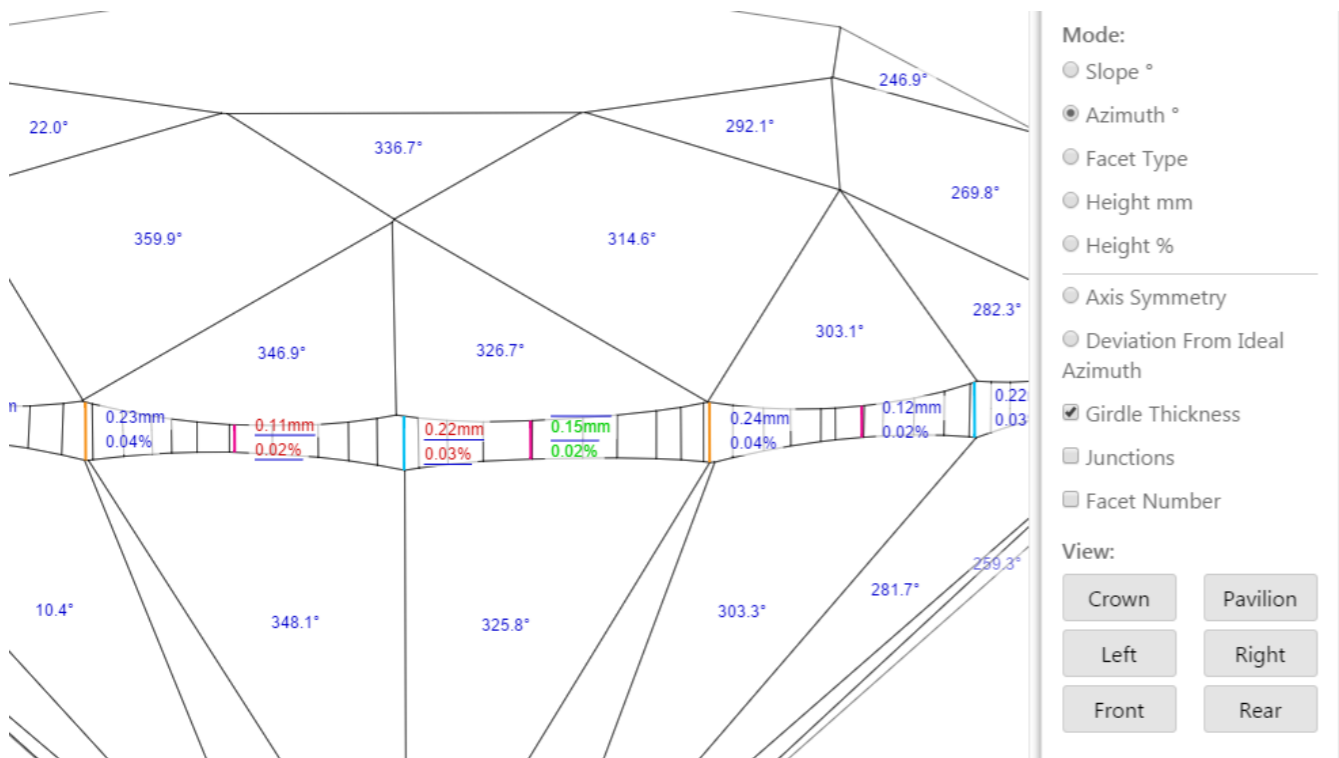 246.9°
22.0°
292.1°
336.7°
269.8°
359.9°
314.6°
282.3°
303.1°
346.9°
326.7°
0.23mm
0.04%
0.11mm
0.02%
0.22mm
0.03%
0.15mm
0.02%
0.24mm
0.04%
0.12mm
0.02%
0.22
0.03
259.3°
10.4°
348.1°
325.8°
303.3°
281.7°
Mode:
Slope °
Azimuth °
Facet Type
Height mm
Height %
Axis Symmetry
Deviation From Ideal
Azimuth
Girdle Thickness
Junctions
Facet Number
View:
Crown Pavilion
Left Right
Front Rear